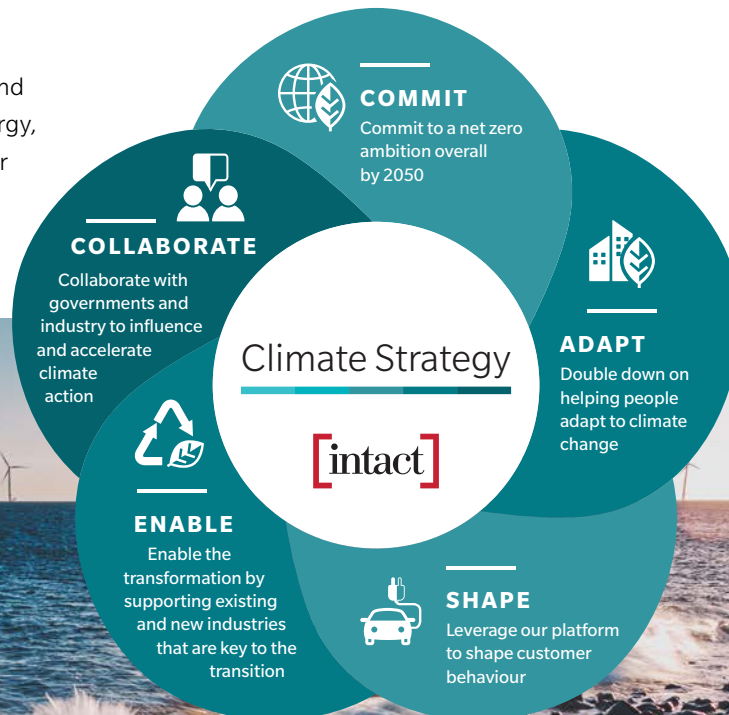 nd
rgy,
r
COMMIT
Commit to a net zero
ambition overall
by 2050
ADAPT
Double down on
helping people
adapt to climate
change
SHAPE
Leverage our platform
to shape customer
behaviour
ENABLE
Enable the
transformation by
supporting existing
and new industries
that are key to the
transition
COLLABORATE
Collaborate with
governments and
industry to influence
and accelerate
climate
action
Climate Strategy
[intact]